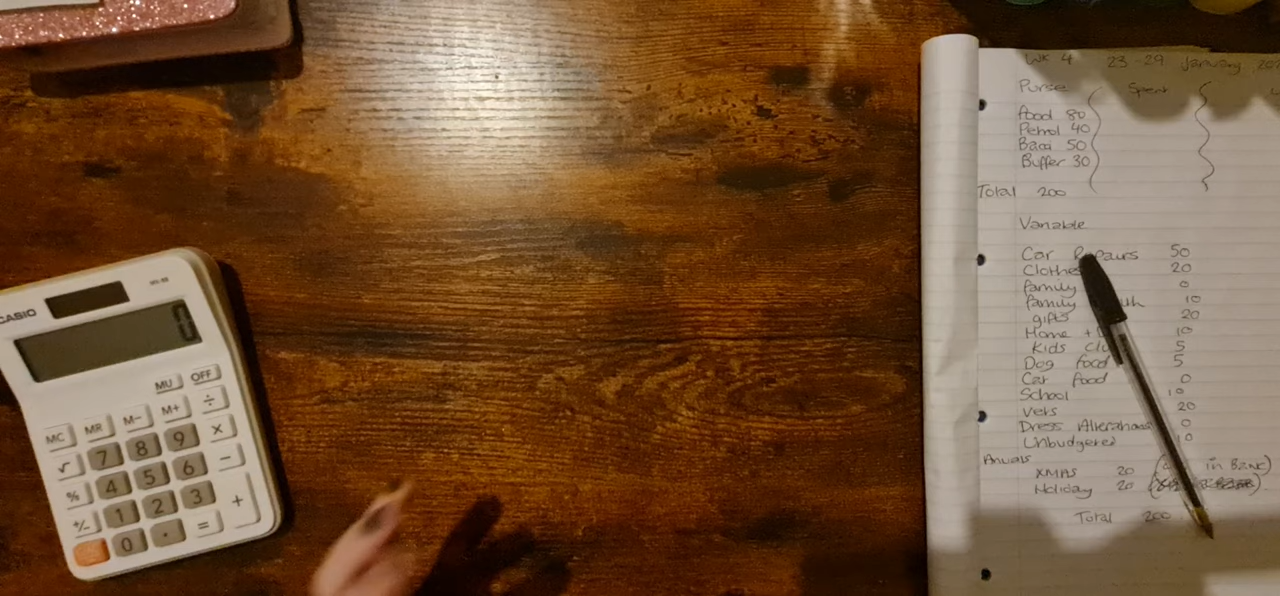 CASIO
0
MU OFF
MC MR M- M+ ÷
√ 7 8 9 ×
% 4 5 6 −
+/- 1 2 3 +
0 . =
WK 4 23-29 January
Purse Spent
Food 80
Petrol 40
50
Buffer 30
Total 200
Variable
Car Repairs 50
Clothes 20
family 0
family 10
gifts 20
Home + 10
Kids 5
Dog food 5
Cat food 0
School 10
Vets 20
Dress Alterations 0
Unbudgeted 10
Annuals
XMAS 20 in Bank)
Holiday 20
Total 200